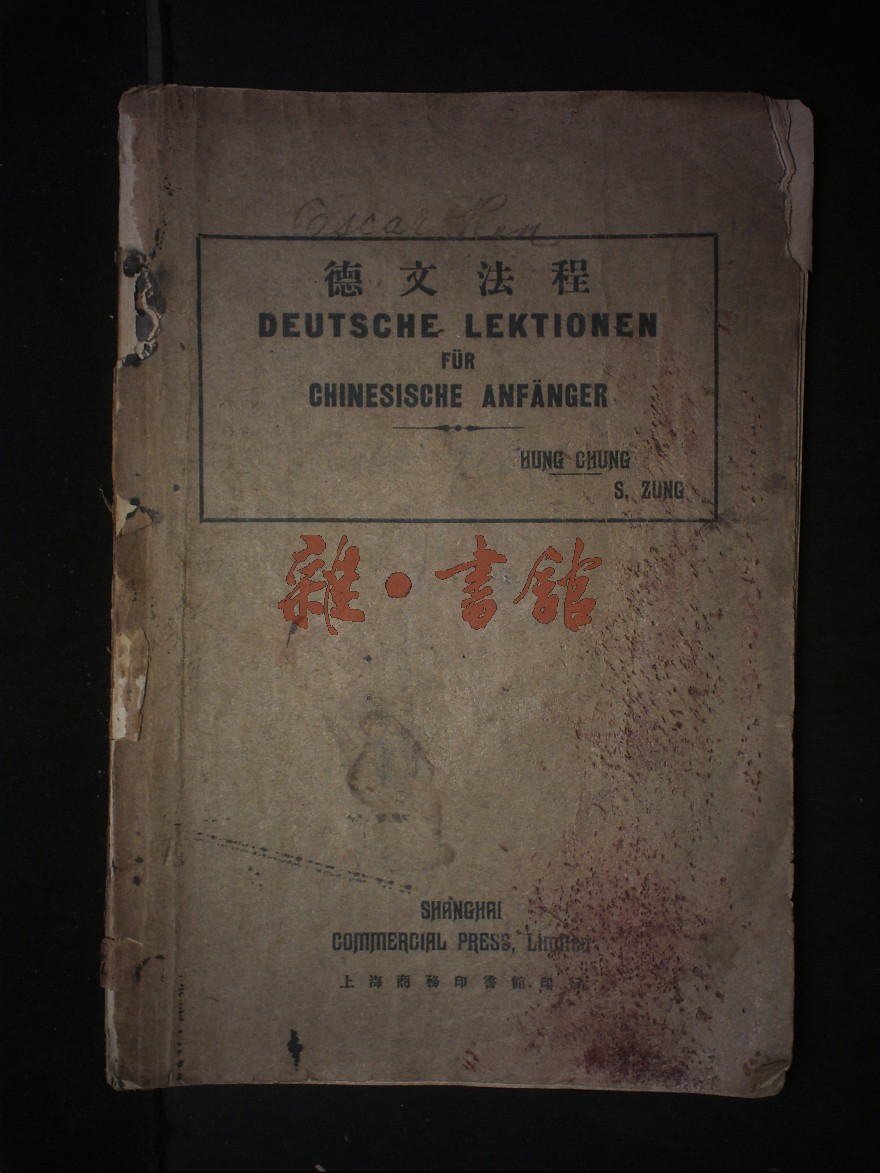 Oscar
德文法程
DEUTSCHE LEKTIONEN
FÜR
CHINESISCHE ANFÄNGER
HUNG CHUNG
S. ZUNG
雜·書館
SHANGHAI
COMMERCIAL PRESS, LIMITED
上海商務印書館印行